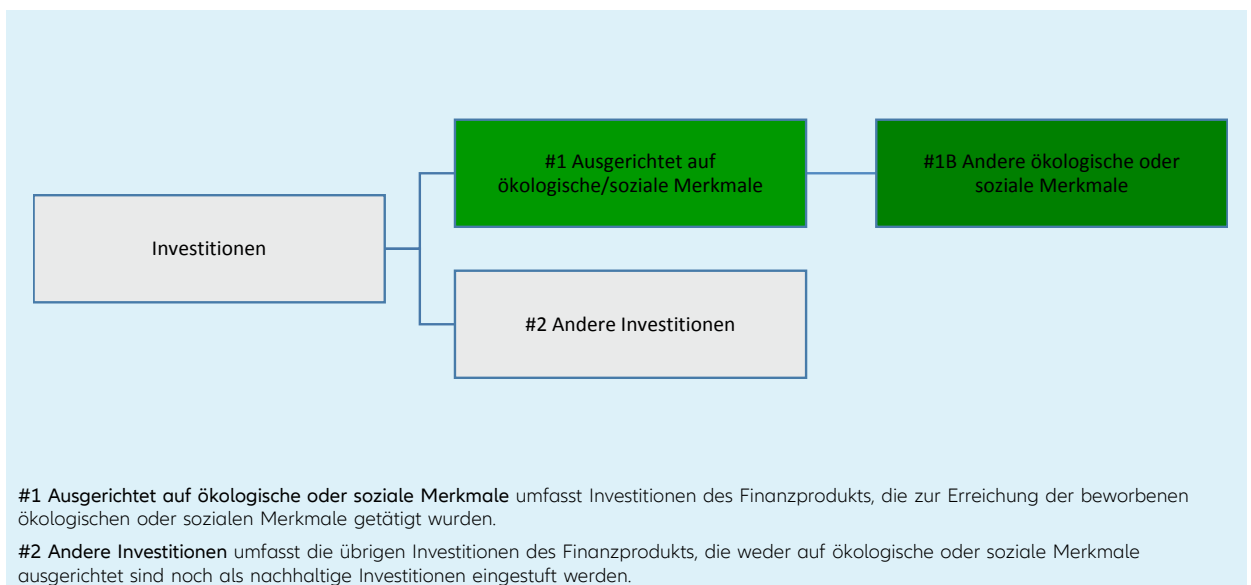 #1 Ausgerichtet auf
ökologische/soziale Merkmale
#1B Andere ökologische oder
soziale Merkmale
Investitionen
#2 Andere Investitionen
#1 Ausgerichtet auf ökologische oder soziale Merkmale umfasst Investitionen des Finanzprodukts, die zur Erreichung der beworbenen
ökologischen oder sozialen Merkmale getätigt wurden.
#2 Andere Investitionen umfasst die übrigen Investitionen des Finanzprodukts, die weder auf ökologische oder soziale Merkmale
ausgerichtet sind noch als nachhaltige Investitionen eingestuft werden.